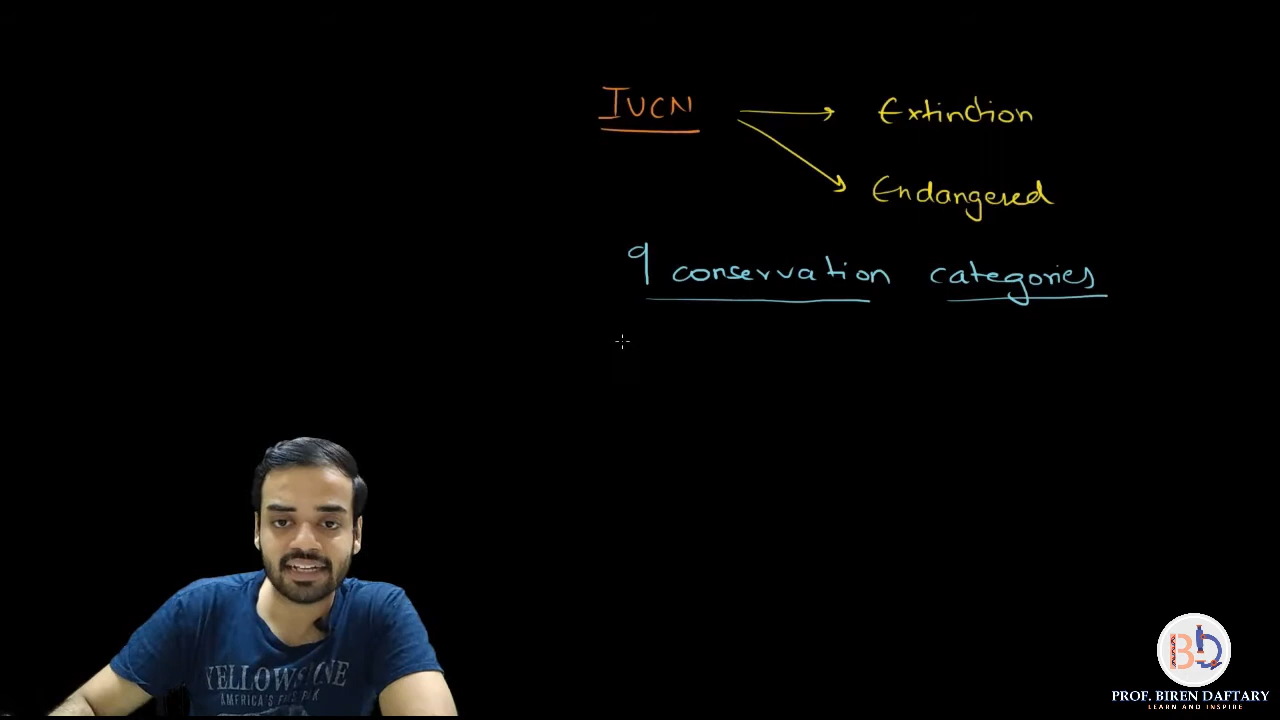 IUCN → Extinction
→ Endangered
9 conservation categories
YELLOWSTONE
AMERICA'S FIRST PARK
PROF. BIREN DAFTARY
LEARN AND INSPIRE